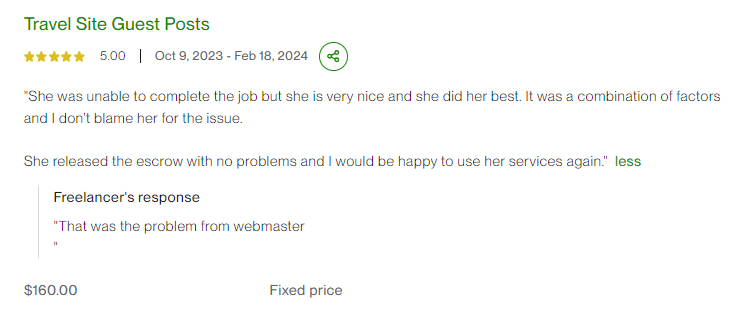 Travel Site Guest Posts
5.00 | Oct 9, 2023 - Feb 18, 2024
"She was unable to complete the job but she is very nice and she did her best. It was a combination of factors
and I don't blame her for the issue.
She released the escrow with no problems and I would be happy to use her services again." less
Freelancer's response
"That was the problem from webmaster
"
$160.00 Fixed price